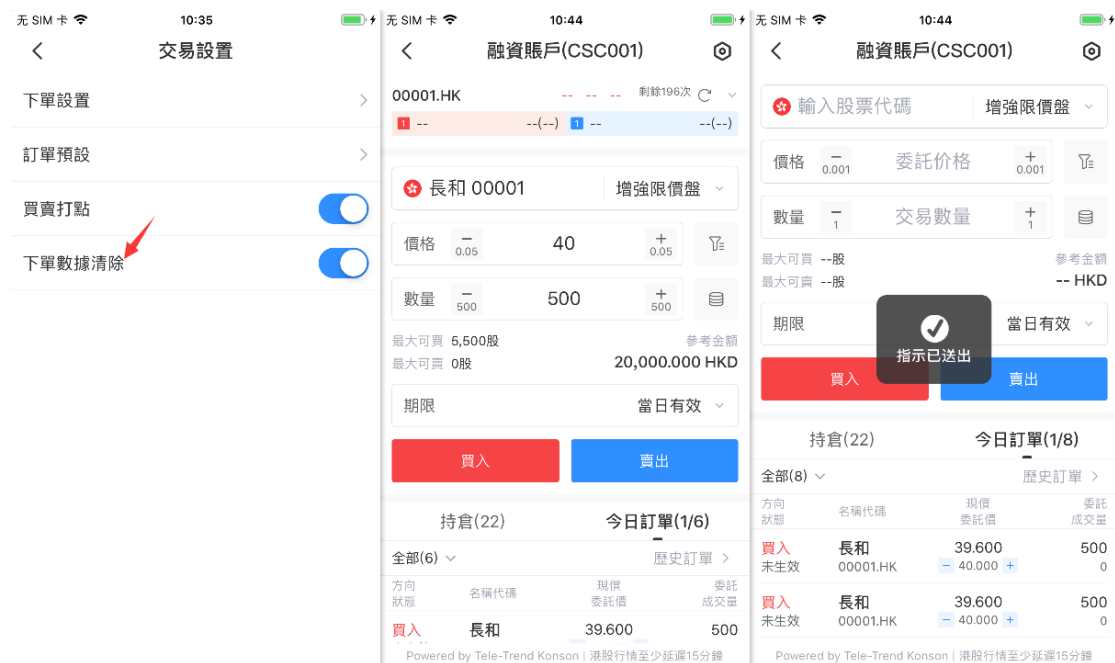 无 SIM 卡
10:35
交易設置
下單設置
訂單預設
買賣打點
下單數據清除
无 SIM 卡
10:44
融資賬戶(CSC001)
00001.HK -- -- -- 剩餘196次
1 -- --(--) 1 -- --(--)
長和 00001 增強限價盤
價格 − 0.05 40 + 0.05
數量 − 500 500 + 500
最大可買 5,500股 參考金額
最大可賣 0股 20,000.000 HKD
期限 當日有效
買入 賣出
持倉(22) 今日訂單(1/6)
全部(6) 歷史訂單
方向 名稱代碼 現價 委託
狀態 委託價 成交量
買入 長和 39.600 500
Powered by Tele-Trend Konson | 港股行情至少延遲15分鐘
无 SIM 卡
10:44
融資賬戶(CSC001)
輸入股票代碼 增強限價盤
價格 − 0.001 委託价格 + 0.001
數量 − 1 交易數量 + 1
最大可買 --股 參考金額
最大可賣 --股 -- HKD
期限 當日有效
指示已送出
買入 賣出
持倉(22) 今日訂單(1/8)
全部(8) 歷史訂單
方向 名稱代碼 現價 委託
狀態 委託價 成交量
買入 長和 39.600 500
未生效 00001.HK − 40.000 + 0
買入 長和 39.600 500
未生效 00001.HK − 40.000 + 0
Powered by Tele-Trend Konson | 港股行情至少延遲15分鐘